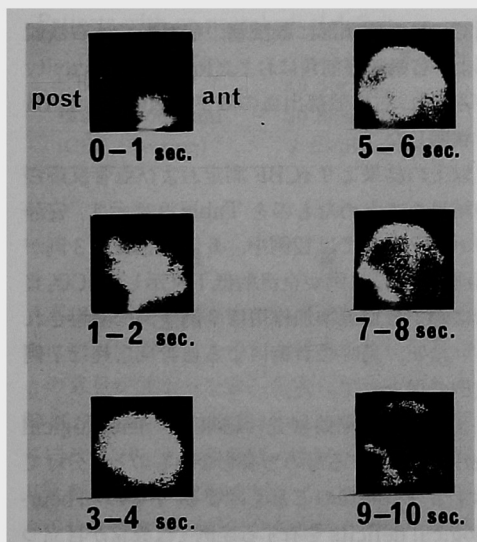 post
ant
0-1 sec.
5-6 sec.
1-2 sec.
7-8 sec.
3-4 sec.
9-10 sec.